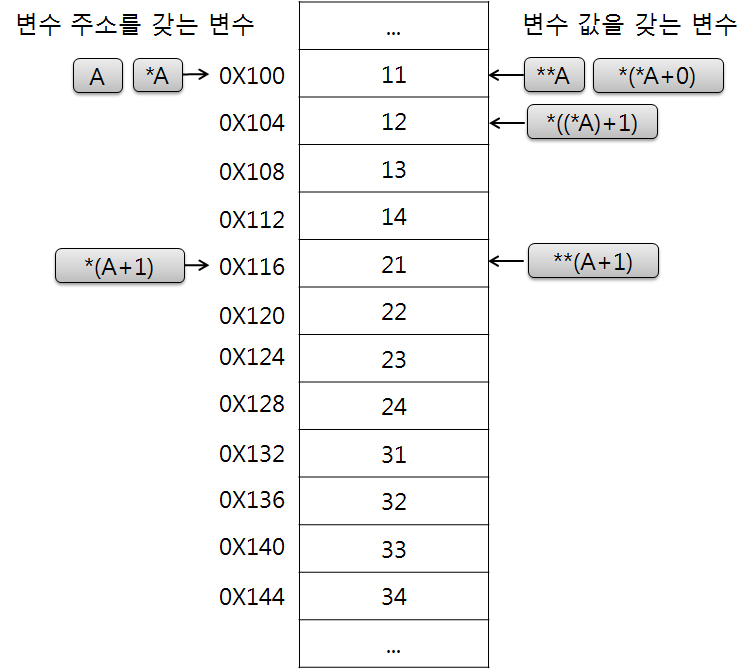 변수 주소를 갖는 변수
변수 값을 갖는 변수
...
A *A 0X100 11 **A *(*A+0)
0X104 12 *((*A)+1)
0X108 13
0X112 14
*(A+1) 0X116 21 **(A+1)
0X120 22
0X124 23
0X128 24
0X132 31
0X136 32
0X140 33
0X144 34
...